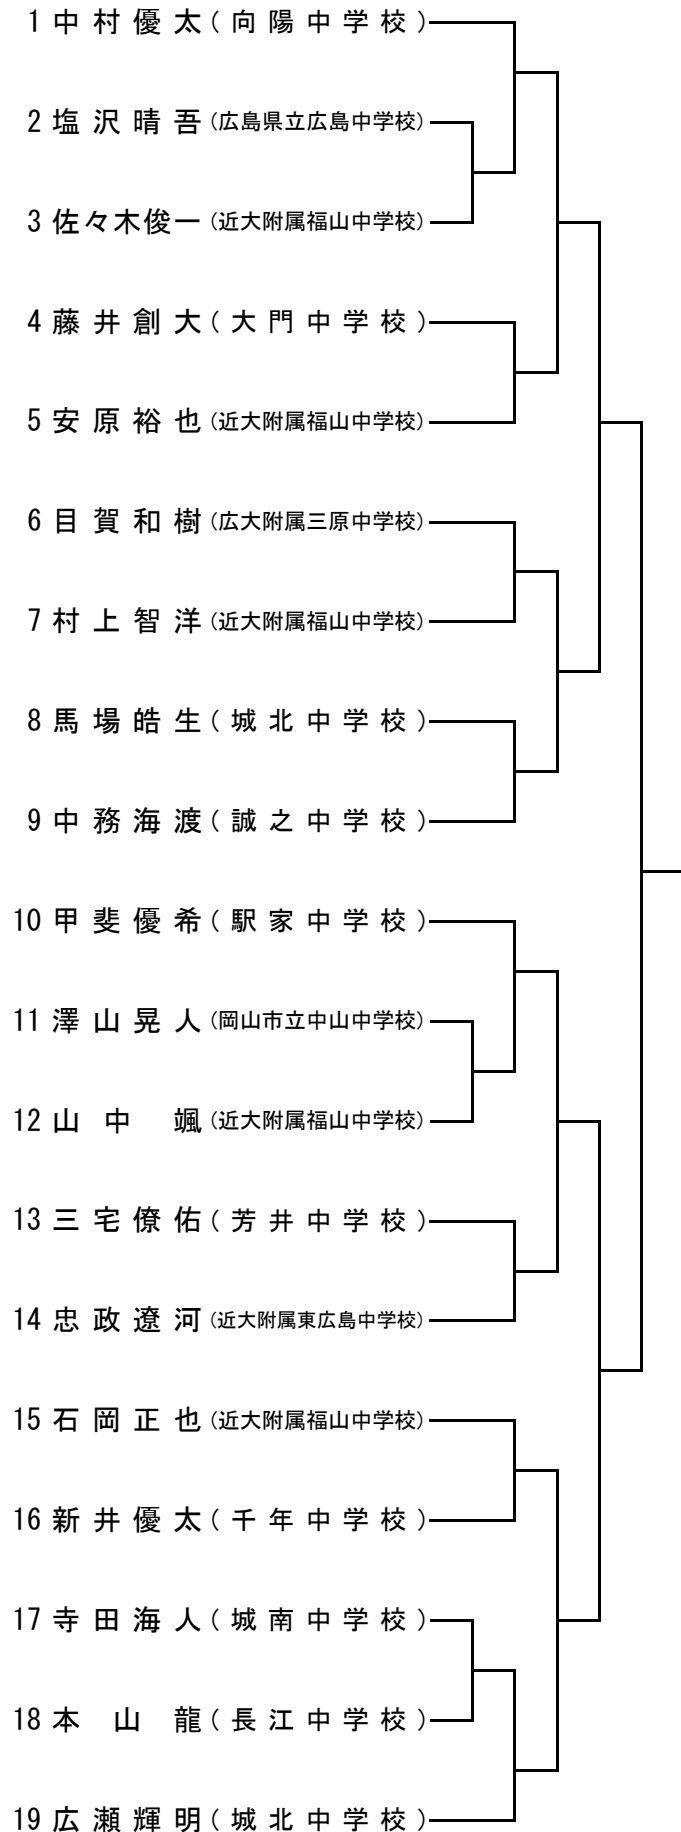 1 中村優太(向陽中学校)
2 塩沢晴吾(広島県立広島中学校)
3 佐々木俊一(近大附属福山中学校)
4 藤井創大(大門中学校)
5 安原裕也(近大附属福山中学校)
6 目賀和樹(広大附属三原中学校)
7 村上智洋(近大附属福山中学校)
8 馬場皓生(城北中学校)
9 中務海渡(誠之中学校)
10 甲斐優希(駅家中学校)
11 澤山晃人(岡山市立中山中学校)
12 山中 颯(近大附属福山中学校)
13 三宅僚佑(芳井中学校)
14 忠政遼河(近大附属東広島中学校)
15 石岡正也(近大附属福山中学校)
16 新井優太(千年中学校)
17 寺田海人(城南中学校)
18 本山龍(長江中学校)
19 広瀬輝明(城北中学校)